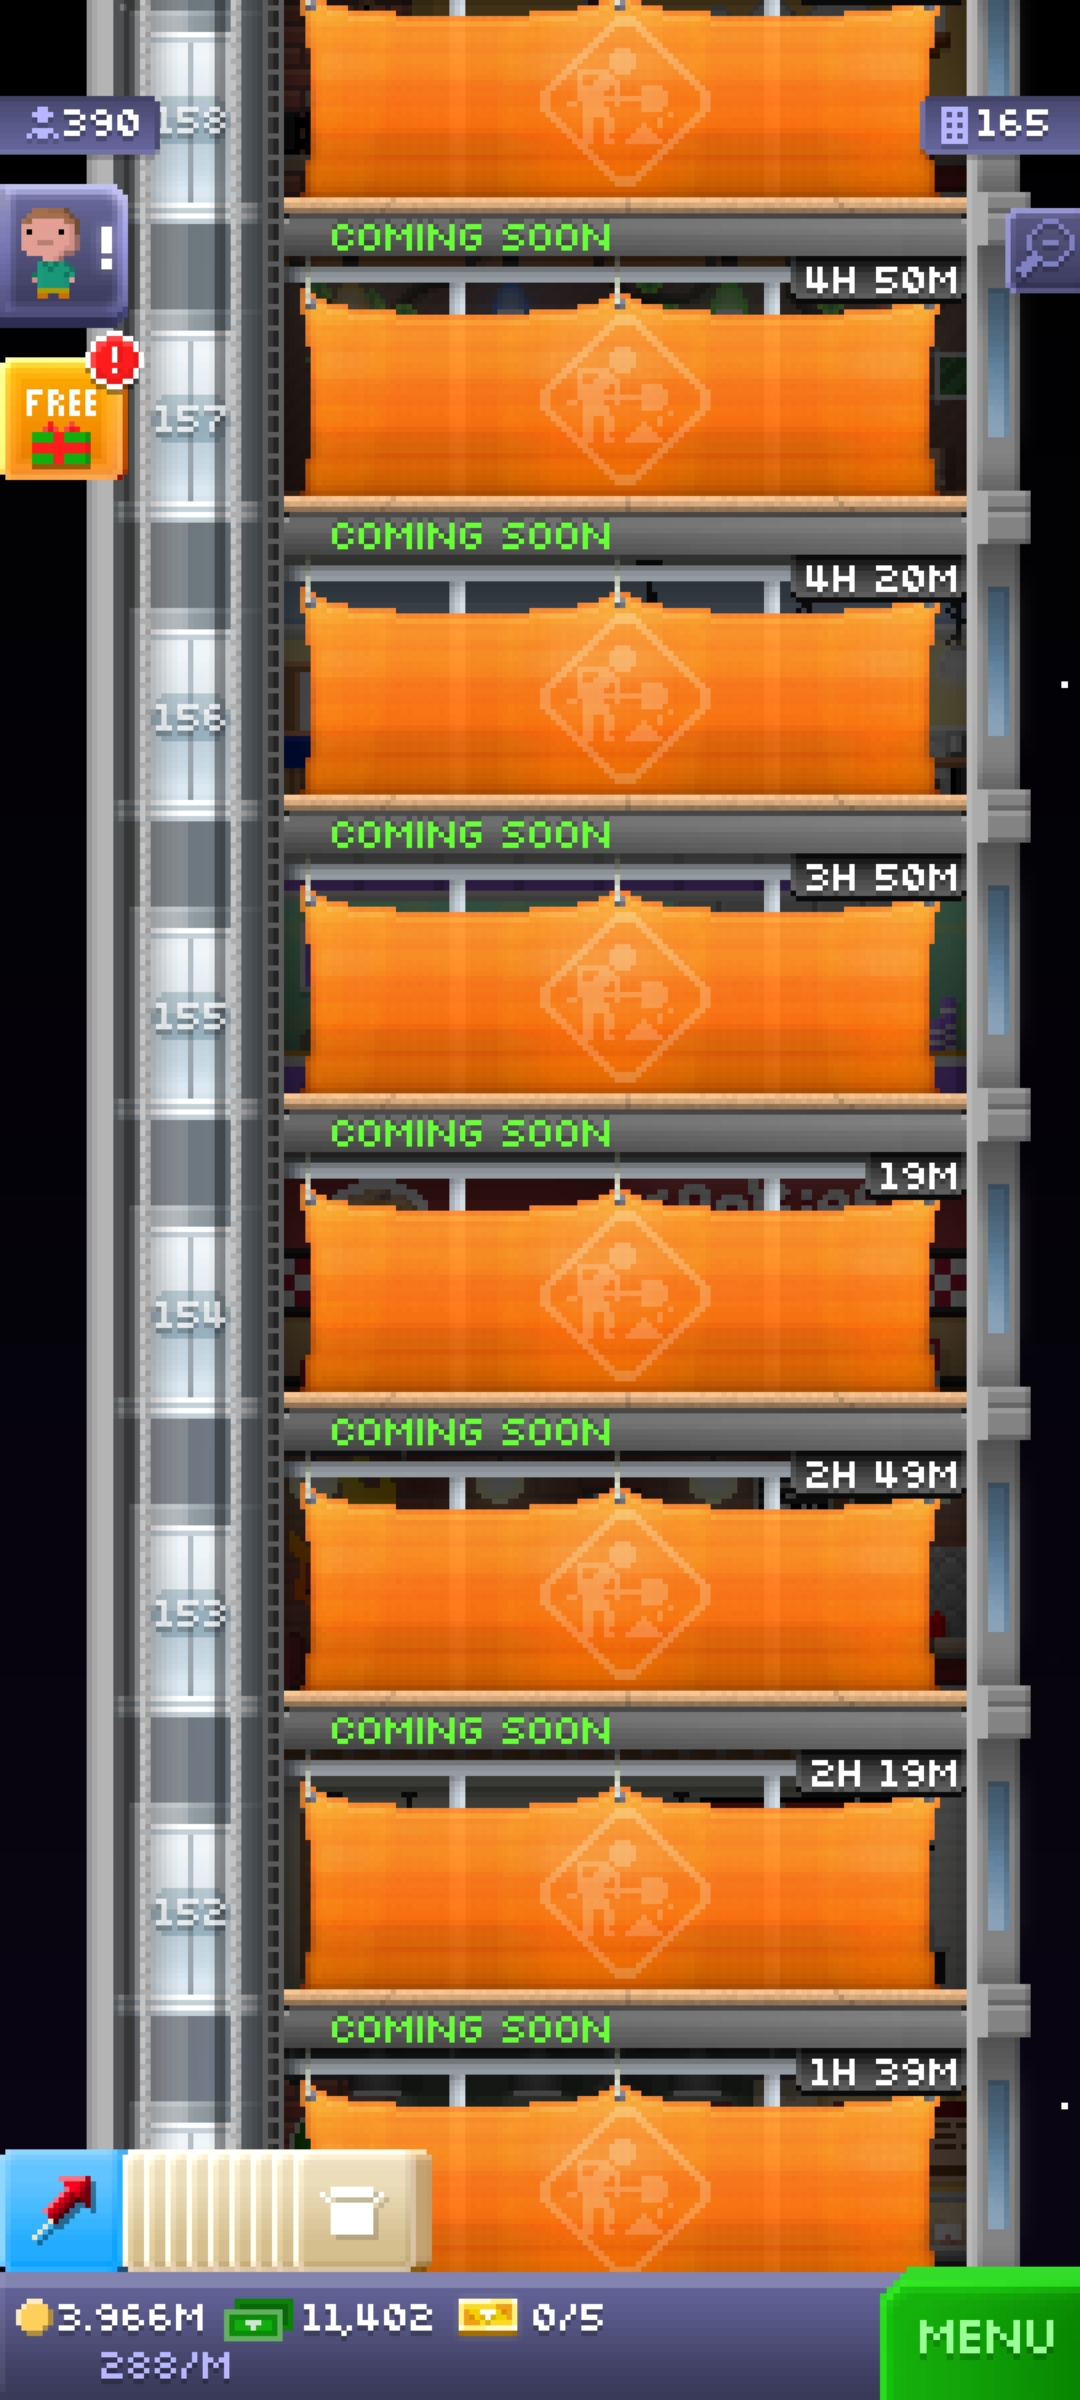 390
158
165
COMING SOON
!
4H 50M
!
FREE
157
COMING SOON
4H 20M
156
COMING SOON
3H 50M
155
COMING SOON
19M
154
COMING SOON
2H 49M
153
COMING SOON
2H 19M
152
COMING SOON
1H 39M
3.966M 11,402 0/5
288/M
MENU